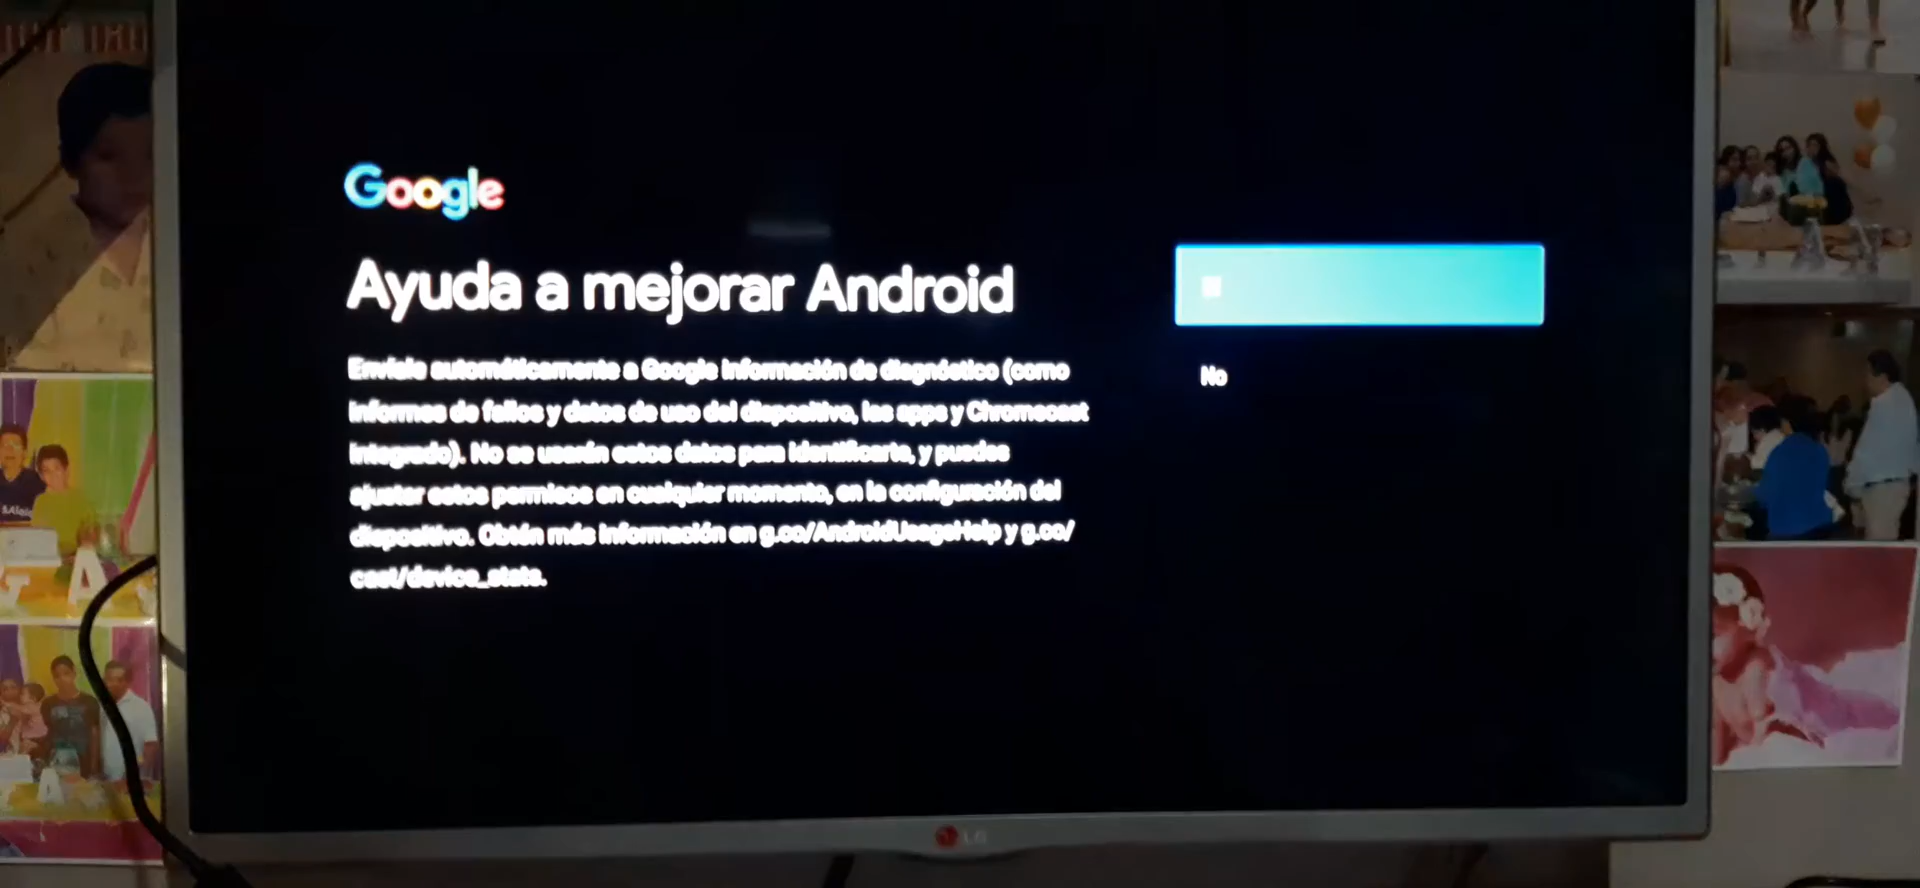 Google
Ayuda a mejorar Android
Envíale automáticamente a Google información de diagnóstico (como
informes de fallos y datos de uso del dispositivo, las apps y Chromecast
integrado). No se usarán estos datos para identificarte, y puedes
ajustar estos permisos en cualquier momento, en la configuración del
dispositivo. Obtén más información en g.co/AndroidUsageHelp y g.co/
cast/device_stats.
No
LG